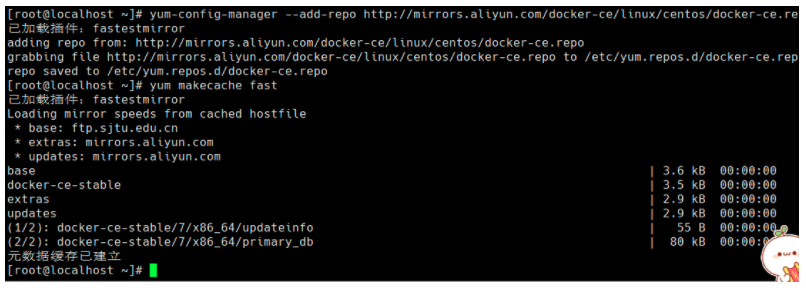 [root@localhost ~]# yum-config-manager --add-repo http://mirrors.aliyun.com/docker-ce/linux/centos/docker-ce.re
已加载插件：fastestmirror
adding repo from: http://mirrors.aliyun.com/docker-ce/linux/centos/docker-ce.repo
grabbing file http://mirrors.aliyun.com/docker-ce/linux/centos/docker-ce.repo to /etc/yum.repos.d/docker-ce.rep
repo saved to /etc/yum.repos.d/docker-ce.repo
[root@localhost ~]# yum makecache fast
已加载插件：fastestmirror
Loading mirror speeds from cached hostfile
 * base: ftp.sjtu.edu.cn
 * extras: mirrors.aliyun.com
 * updates: mirrors.aliyun.com
base | 3.6 kB 00:00:00
docker-ce-stable | 3.5 kB 00:00:00
extras | 2.9 kB 00:00:00
updates | 2.9 kB 00:00:00
(1/2): docker-ce-stable/7/x86_64/updateinfo | 55 B 00:00:0
(2/2): docker-ce-stable/7/x86_64/primary_db | 80 kB 00:00:
元数据缓存已建立
[root@localhost ~]#